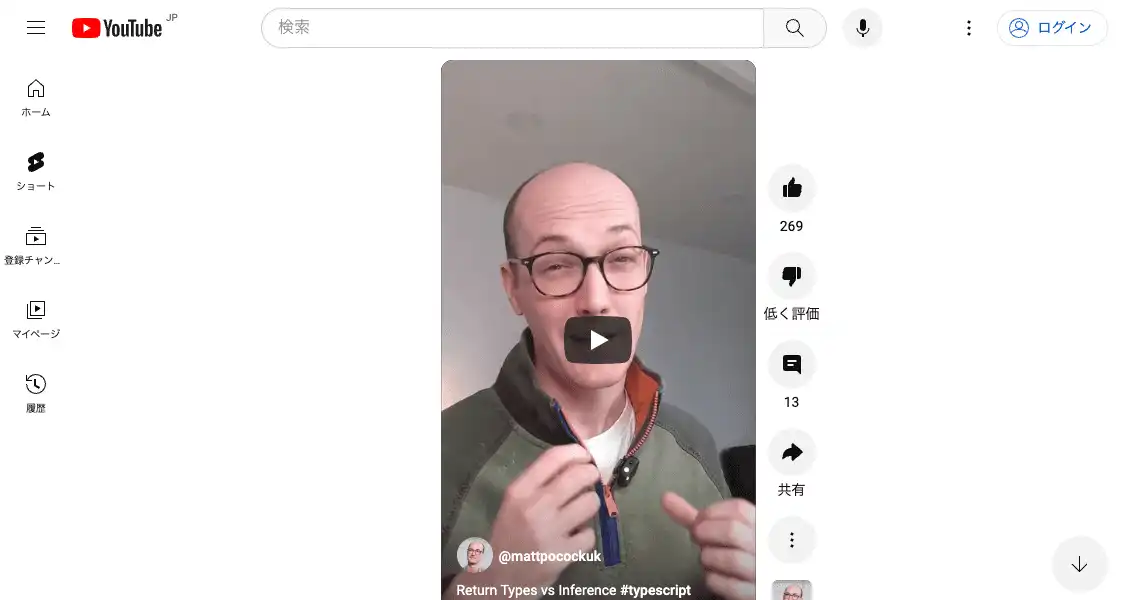 YouTube JP
検索
ログイン
ホーム
ショート
登録チャン...
マイページ
履歴
269
低く評価
13
共有
@mattpocockuk
Return Types vs Inference #typescript